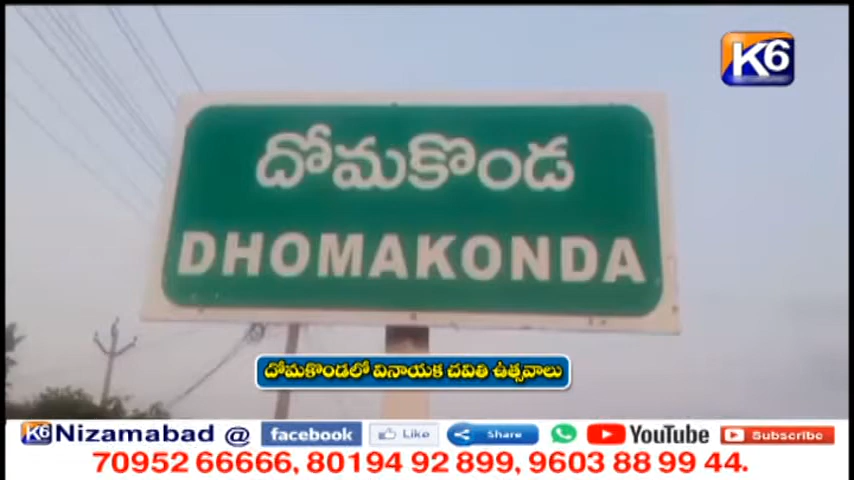 K6
దోమకొండ
DHOMAKONDA
దోమకొండలో వినాయక చవితి ఉత్సవాలు
K6 Nizamabad @ facebook Like Share YouTube Subscribe
70952 66666, 80194 92 899, 9603 88 99 44.